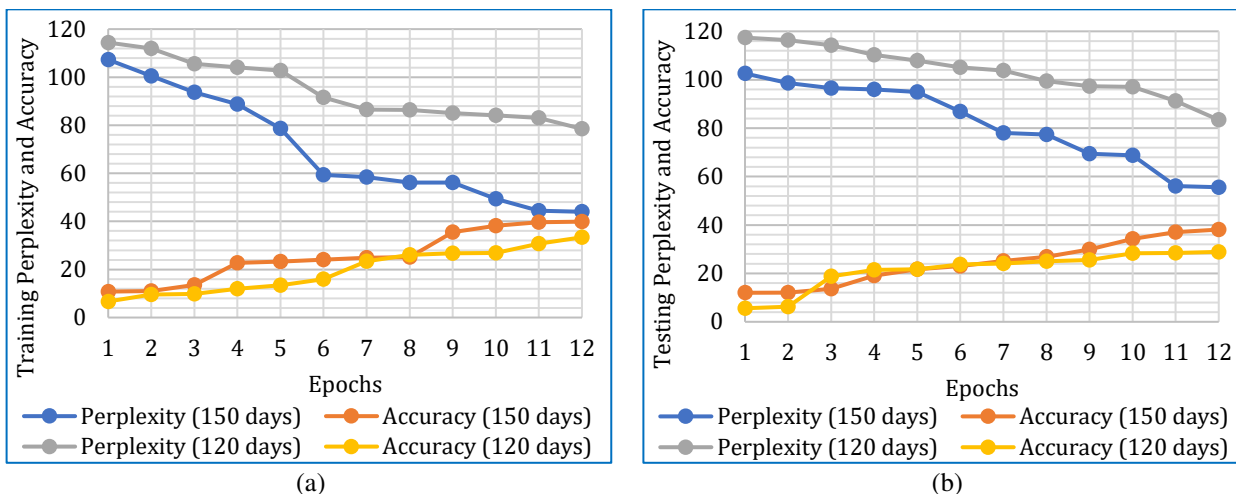 Training Perplexity and Accuracy
120
100
80
60
40
20
0
1 2 3 4 5 6 7 8 9 10 11 12
Epochs
Perplexity (150 days) Accuracy (150 days)
Perplexity (120 days) Accuracy (120 days)
(a)
Testing Perplexity and Accuracy
120
100
80
60
40
20
0
1 2 3 4 5 6 7 8 9 10 11 12
Epochs
Perplexity (150 days) Accuracy (150 days)
Perplexity (120 days) Accuracy (120 days)
(b)